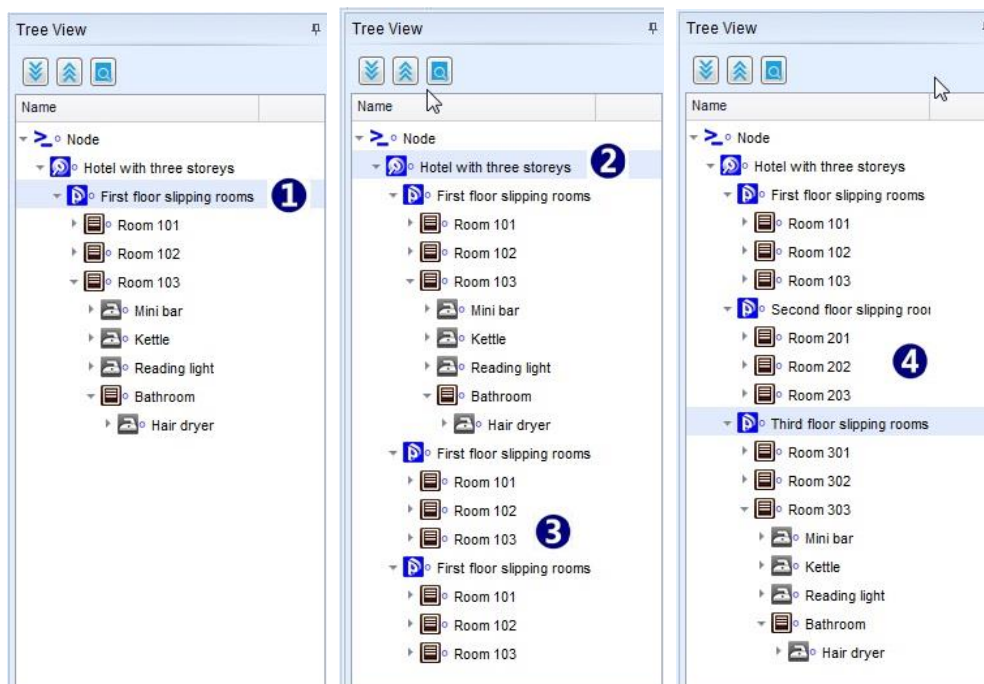 Tree View
Name
Node
Hotel with three storeys
First floor slipping rooms
1
Room 101
Room 102
Room 103
Mini bar
Kettle
Reading light
Bathroom
Hair dryer
Tree View
Name
Node
Hotel with three storeys
2
First floor slipping rooms
Room 101
Room 102
Room 103
Mini bar
Kettle
Reading light
Bathroom
Hair dryer
First floor slipping rooms
Room 101
Room 102
Room 103
3
First floor slipping rooms
Room 101
Room 102
Room 103
Tree View
Name
Node
Hotel with three storeys
First floor slipping rooms
Room 101
Room 102
Room 103
Second floor slipping roo
Room 201
Room 202
4
Room 203
Third floor slipping rooms
Room 301
Room 302
Room 303
Mini bar
Kettle
Reading light
Bathroom
Hair dryer